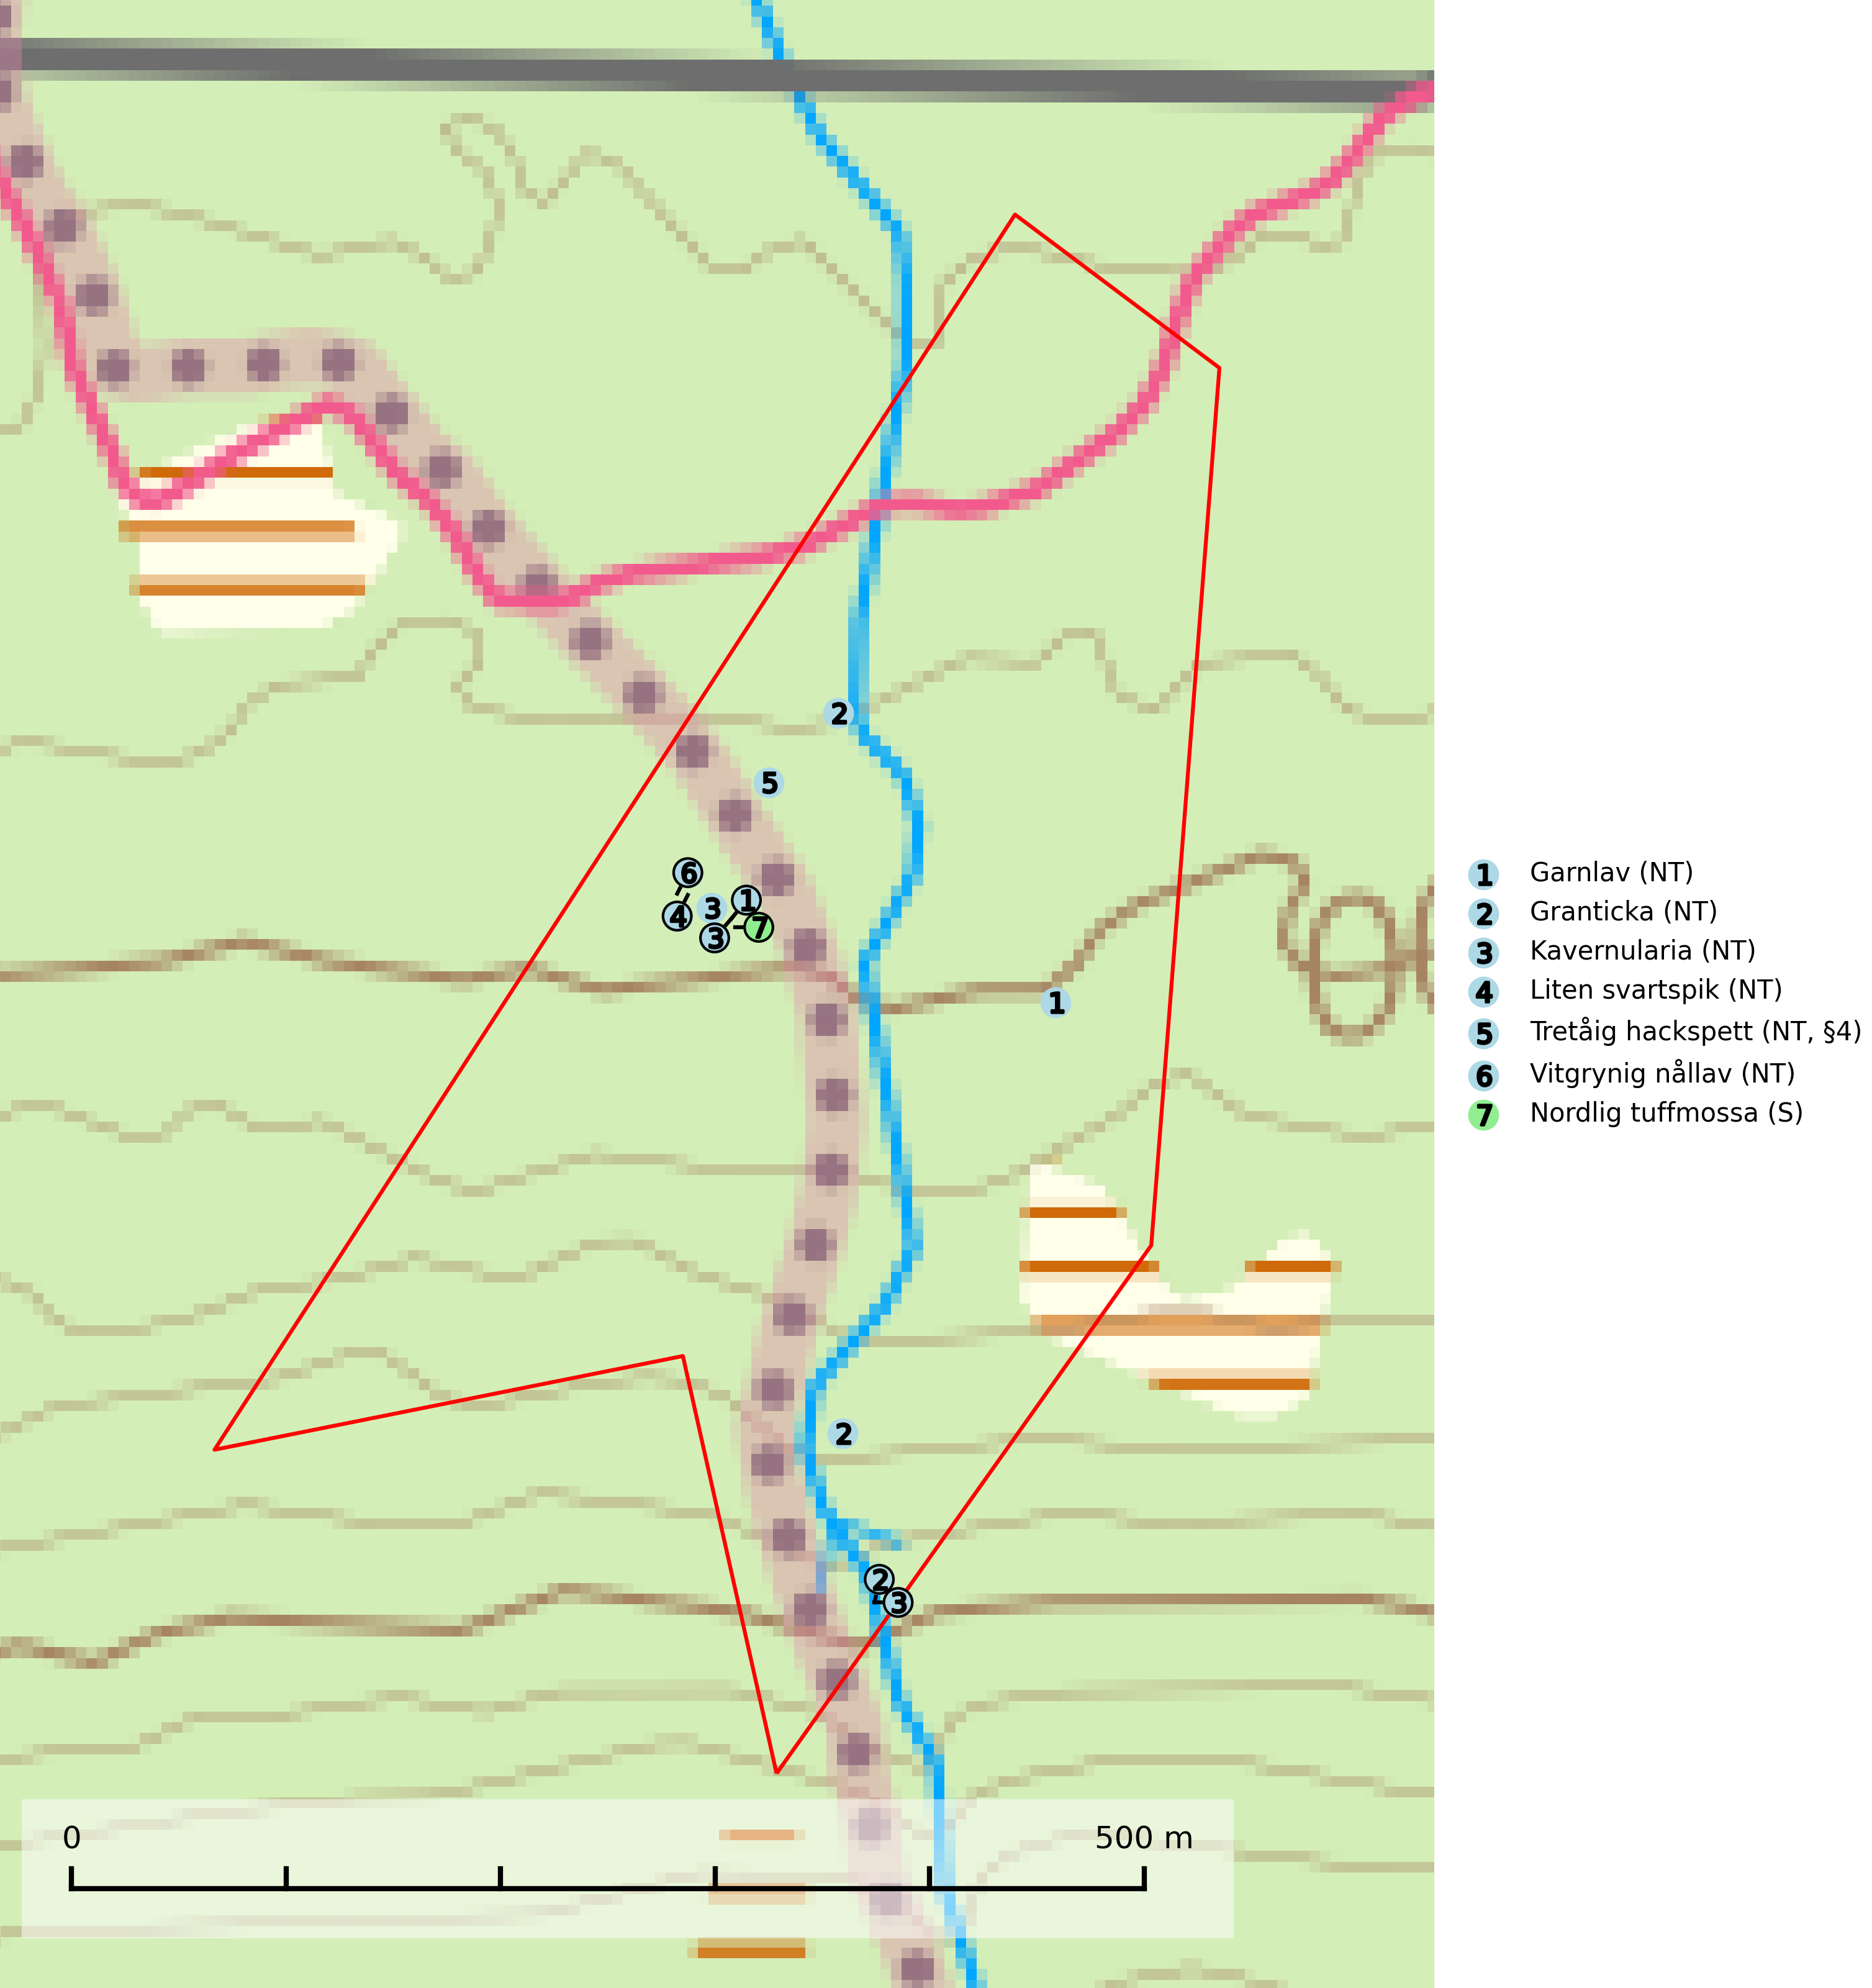 2
5
6
3
1
4
3
7
1
2
2
3
0 500 m
1 Garnlav (NT)
2 Granticka (NT)
3 Kavernularia (NT)
4 Liten svartspik (NT)
5 Tretåig hackspett (NT, §4)
6 Vitgrynig nållav (NT)
7 Nordlig tuffmossa (S)